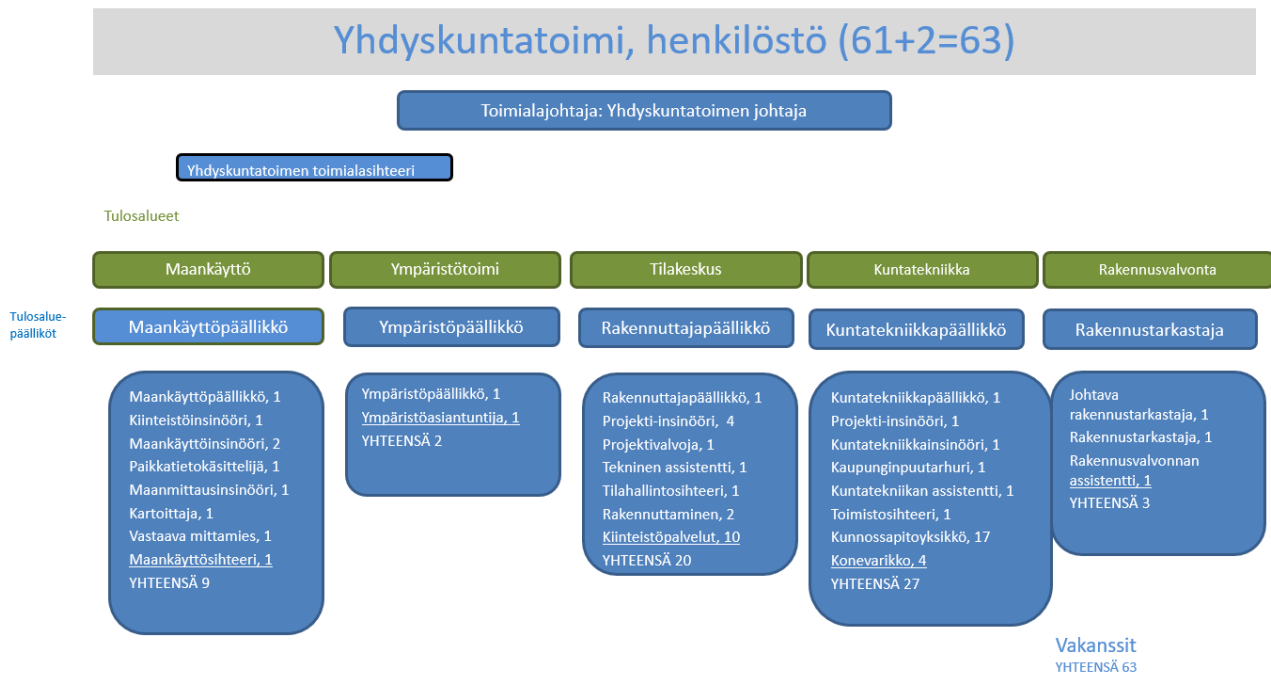 Yhdyskuntatoimi, henkilöstö (61+2=63)
Toimialajohtaja: Yhdyskuntatoimen johtaja
Yhdyskuntatoimen toimialasihteeri
Tulosalueet
Maankäyttö
Ympäristötoimi
Tilakeskus
Kuntatekniikka
Rakennusvalvonta
Tulosalue-
päälliköt
Maankäyttöpäällikkö
Ympäristöpäällikkö
Rakennuttajapäällikkö
Kuntatekniikkapäällikkö
Rakennustarkastaja
Maankäyttöpäällikkö, 1
Kiinteistöinsinööri, 1
Maankäyttöinsinööri, 2
Paikkatietokäsittelijä, 1
Maanmittausinsinööri, 1
Kartoittaja, 1
Vastaava mittamies, 1
Maankäyttösihteeri, 1
YHTEENSÄ 9
Ympäristöpäällikkö, 1
Ympäristöasiantuntija, 1
YHTEENSÄ 2
Rakennuttajapäällikkö, 1
Projekti-insinööri, 4
Projektivalvoja, 1
Tekninen assistentti, 1
Tilahallintosihteeri, 1
Rakennuttaminen, 2
Kiinteistöpalvelut, 10
YHTEENSÄ 20
Kuntatekniikkapäällikkö, 1
Projekti-insinööri, 1
Kuntatekniikkainsinööri, 1
Kaupunginpuutarhuri, 1
Kuntatekniikan assistentti, 1
Toimistosihteeri, 1
Kunnossapitoyksikkö, 17
Konevarikko, 4
YHTEENSÄ 27
Johtava
rakennustarkastaja, 1
Rakennustarkastaja, 1
Rakennusvalvonnan
assistentti, 1
YHTEENSÄ 3
Vakanssit
YHTEENSÄ 63